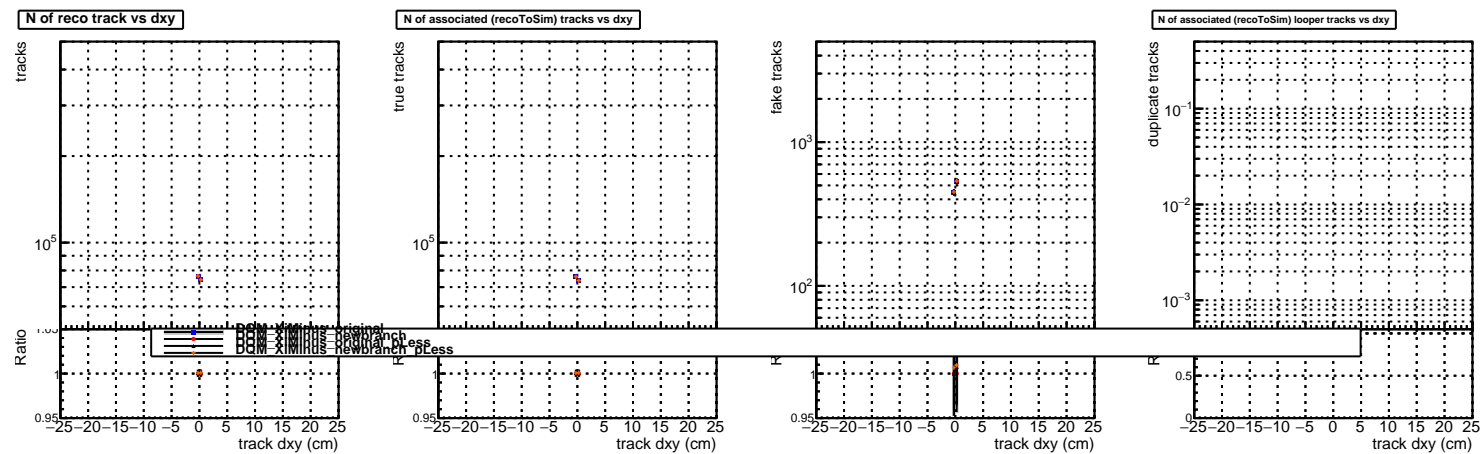 N of reco track vs dxy
N of associated (recoToSim) tracks vs dxy
N of associated (recoToSim) looper tracks vs dxy
tracks
true tracks
fake tracks
duplicate tracks
10^5
10^5
10^3
10^2
10^−1
10^−2
10^−3
DQM_XiMinus_original
DQM_XiMinus_newbranch
DQM_XiMinus_original_pLess
DQM_XiMinus_newbranch_pLess
Ratio
Ratio
1
1
1
0.5
0.95
0.95
0.95
0
−25 −20 −15 −10 −5 0 5 10 15 20 25
−25 −20 −15 −10 −5 0 5 10 15 20 25
−25 −20 −15 −10 −5 0 5 10 15 20 25
−25 −20 −15 −10 −5 0 5 10 15 20 25
track dxy (cm)
track dxy (cm)
track dxy (cm)
track dxy (cm)